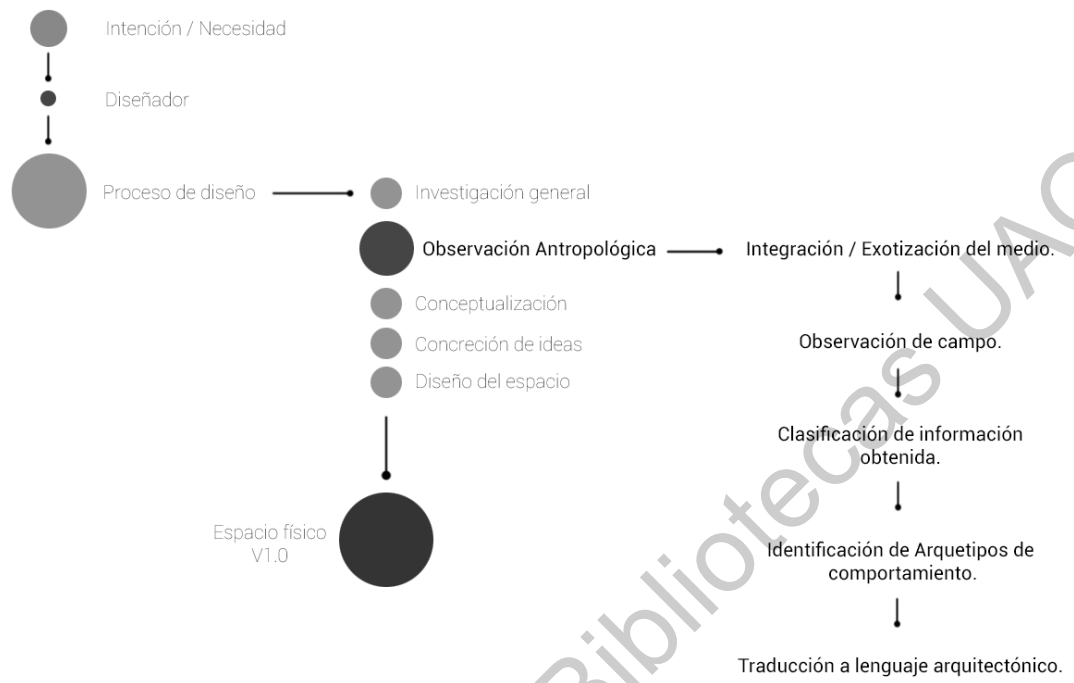 Intención / Necesidad
Diseñador
Proceso de diseño
Investigación general
Observación Antropológica
Integración / Exotización del medio.
Conceptualización
Concreción de ideas
Diseño del espacio
Observación de campo.
Clasificación de información
obtenida.
Identificación de Arquetipos de
comportamiento.
Traducción a lenguaje arquitectónico.
Espacio físico
V1.0
Bibliotecas UAQ